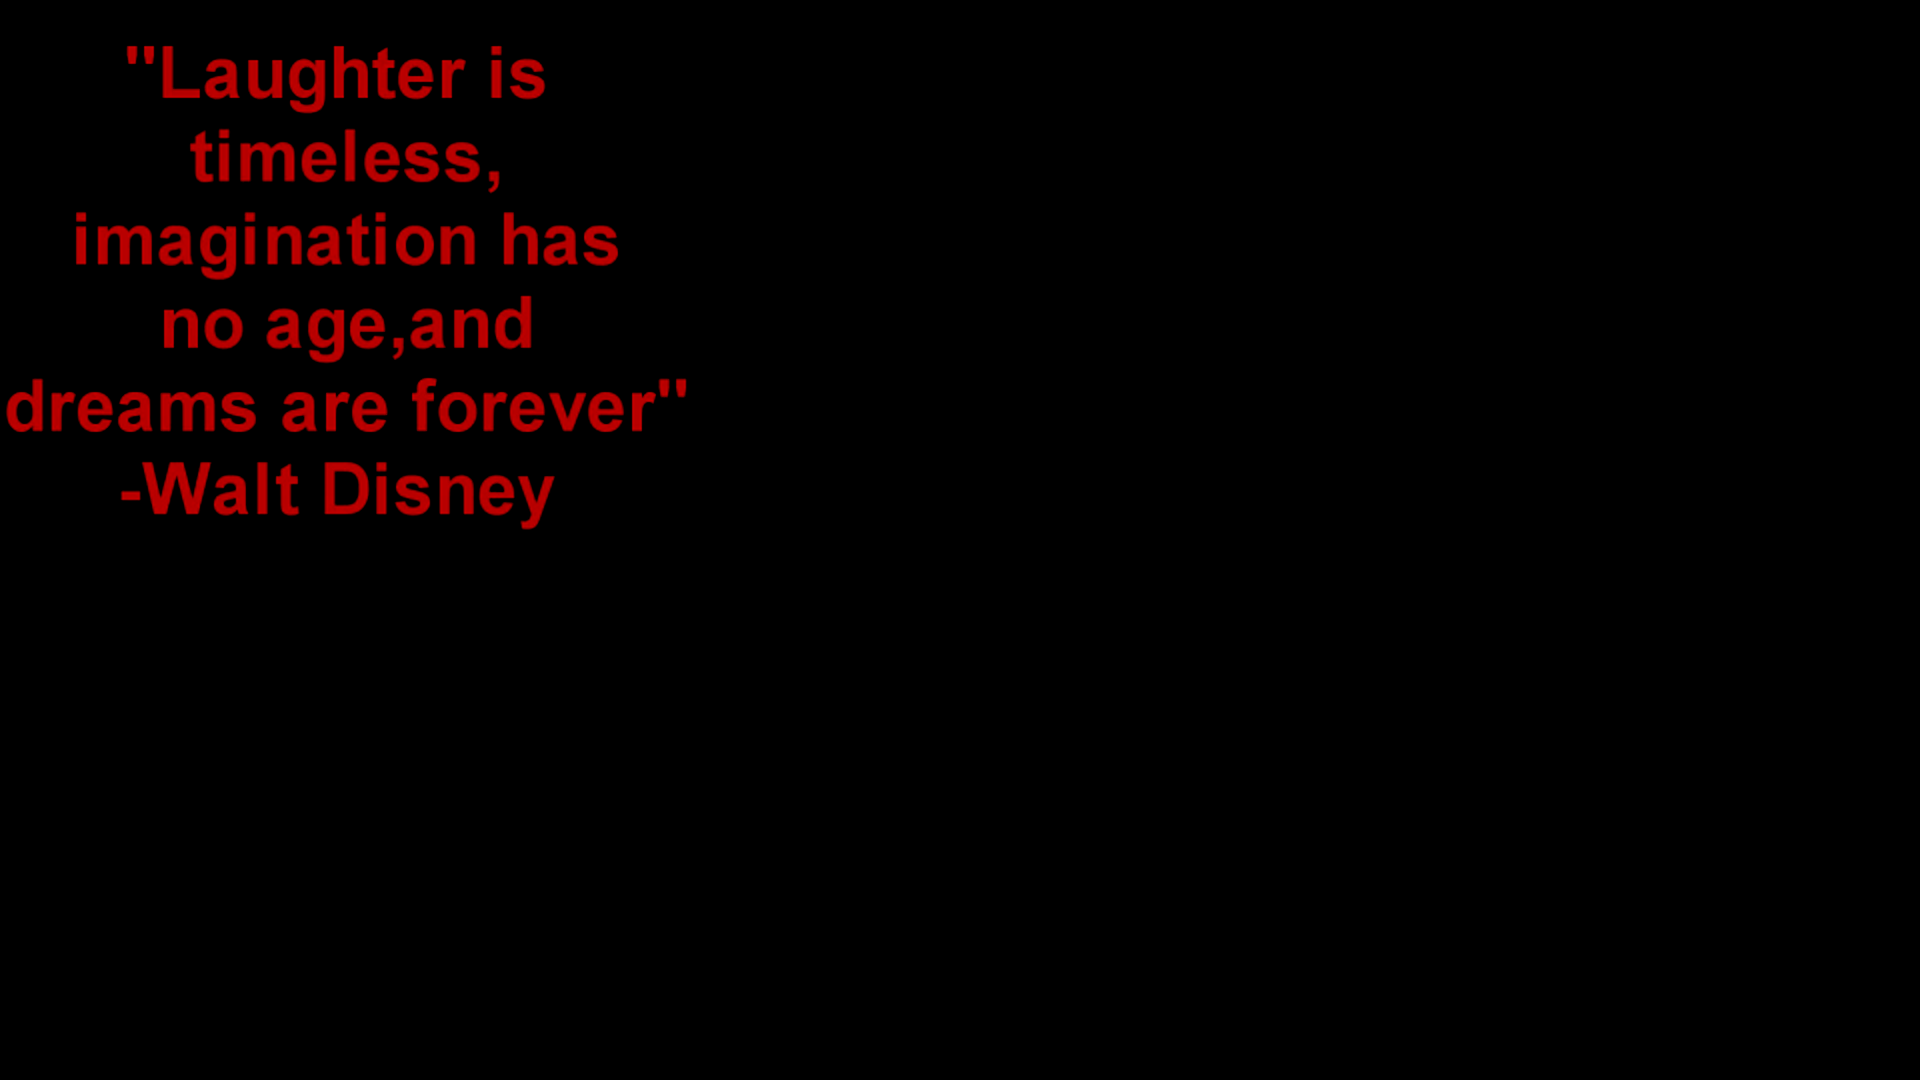 "Laughter is
timeless,
imagination has
no age,and
dreams are forever"
-Walt Disney